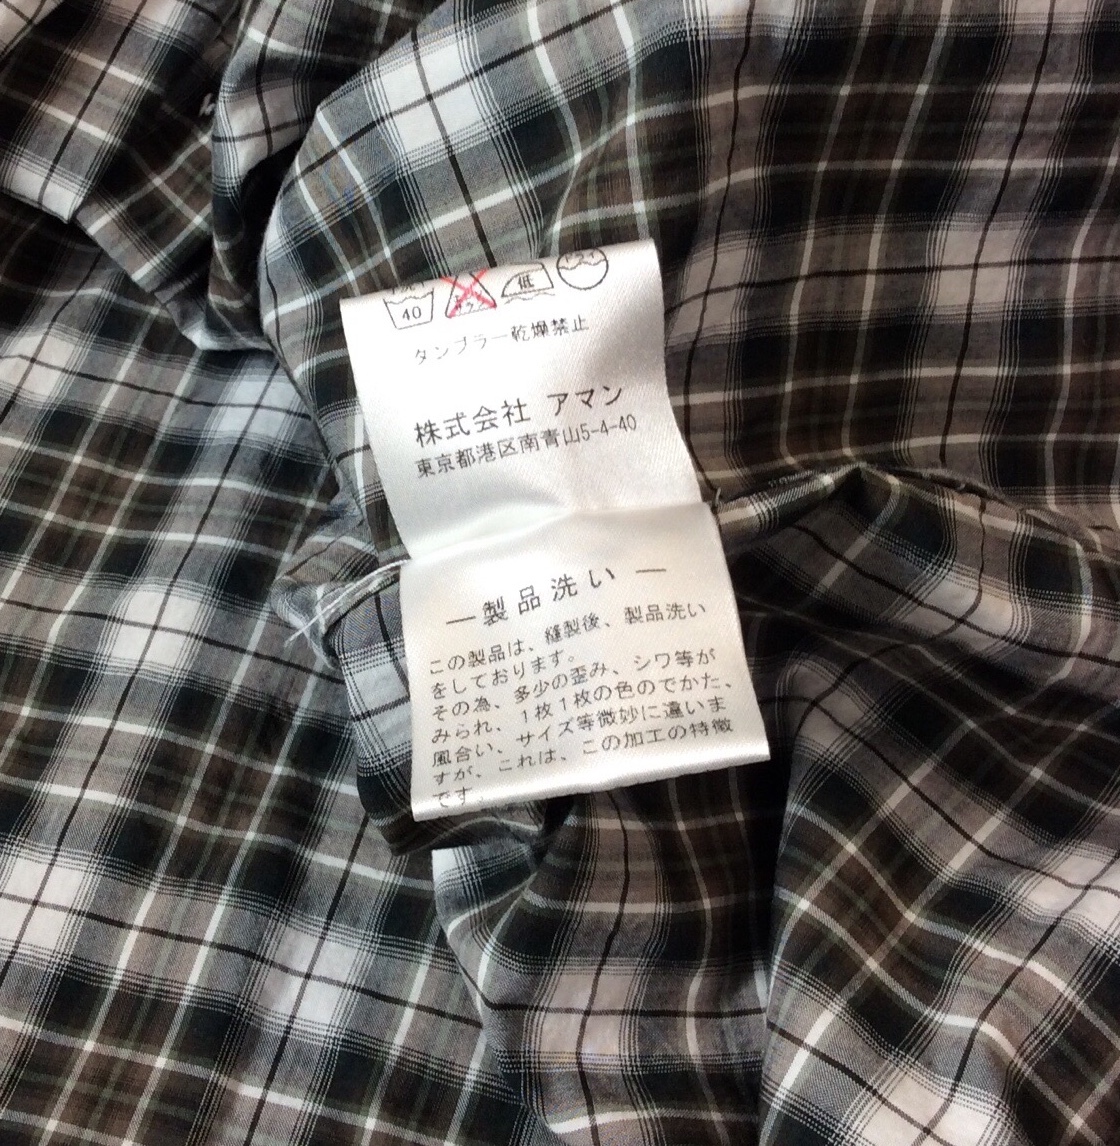 40 低 ドライ
タンブラー乾燥禁止
株式会社 アマン
東京都港区南青山5-4-40
―製品洗い―
この製品は、縫製後、製品洗い
をしております。
その為、多少の歪み、シワ等が
みられ、1枚1枚の色のでかた、
風合い、サイズ等微妙に違いま
すが、これは、この加工の特徴
です